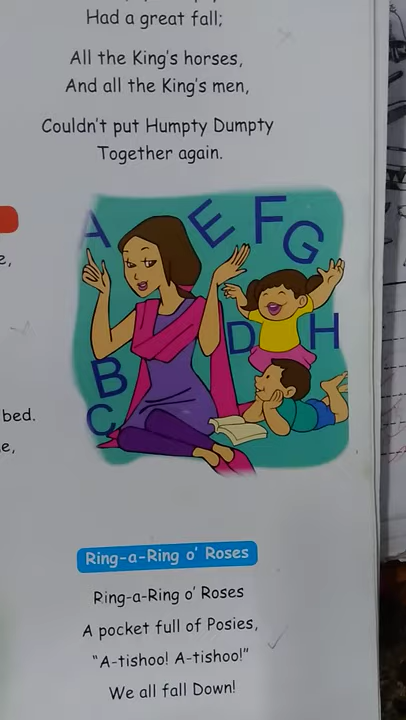 Had a great fall;
All the King's horses,
And all the King's men,
Couldn't put Humpty Dumpty
Together again.
A
E
F
G
D
H
B
C
bed.
Ring-a-Ring o' Roses
Ring-a-Ring o' Roses
A pocket full of Posies,
"A-tishoo! A-tishoo!"
We all fall Down!